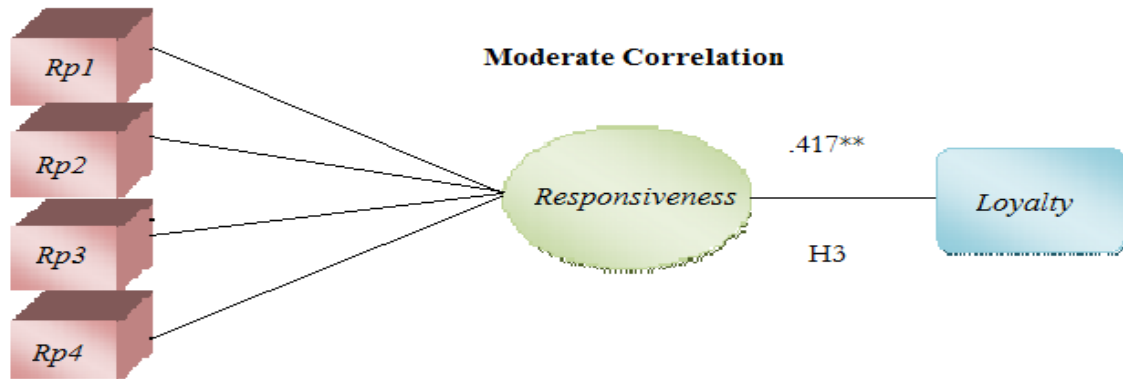 Rp1
Rp2
Rp3
Rp4
Moderate Correlation
Responsiveness
.417**
H3
Loyalty